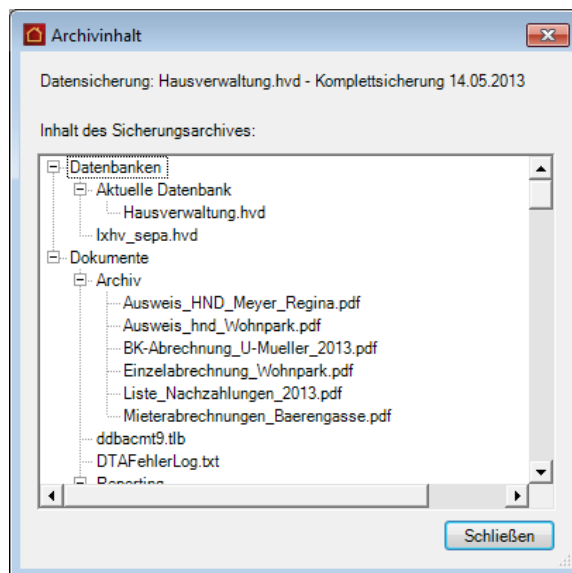 Archivinhalt
Datensicherung: Hausverwaltung.hvd - Komplettsicherung 14.05.2013
Inhalt des Sicherungsarchives:
Datenbanken
Aktuelle Datenbank
Hausverwaltung.hvd
lxhv_sepa.hvd
Dokumente
Archiv
Ausweis_HND_Meyer_Regina.pdf
Ausweis_hnd_Wohnpark.pdf
BK-Abrechnung_U-Mueller_2013.pdf
Einzelabrechnung_Wohnpark.pdf
Liste_Nachzahlungen_2013.pdf
Mieterabrechnungen_Baerengasse.pdf
ddbacmt9.tlb
DTAFehlerLog.txt
Reporting
Schließen